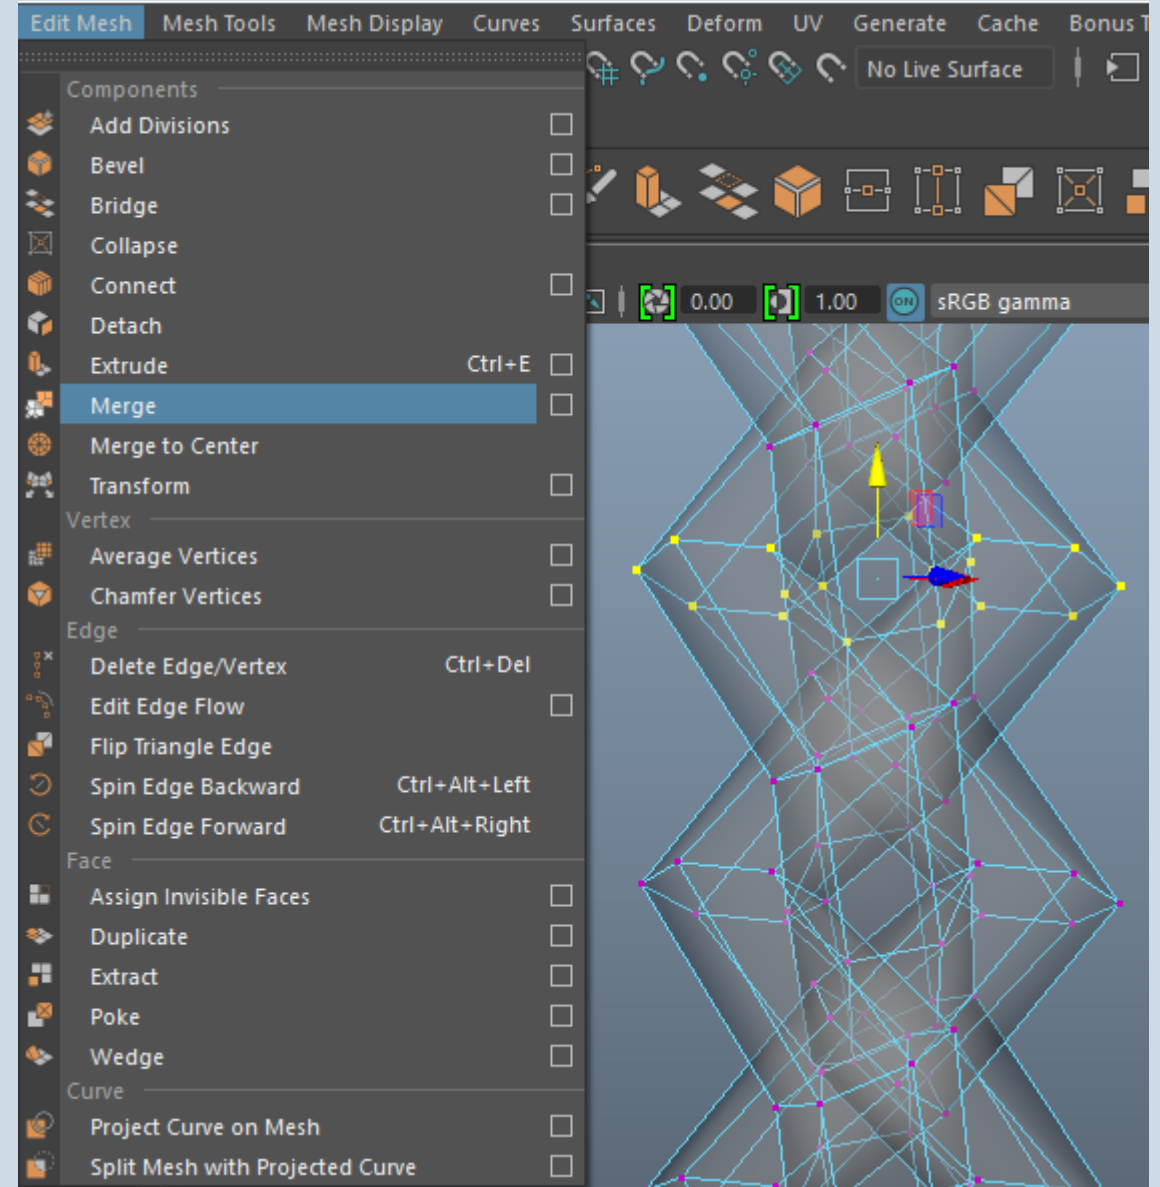 Edit Mesh Mesh Tools Mesh Display Curves Surfaces Deform UV Generate Cache Bonus T
No Live Surface
Components
Add Divisions
Bevel
Bridge
Collapse
Connect
0.00 1.00 ON sRGB gamma
Detach
Extrude Ctrl+E
Merge
Merge to Center
Transform
Vertex
Average Vertices
Chamfer Vertices
Edge
Delete Edge/Vertex Ctrl+Del
Edit Edge Flow
Flip Triangle Edge
Spin Edge Backward Ctrl+Alt+Left
Spin Edge Forward Ctrl+Alt+Right
Face
Assign Invisible Faces
Duplicate
Extract
Poke
Wedge
Curve
Project Curve on Mesh
Split Mesh with Projected Curve